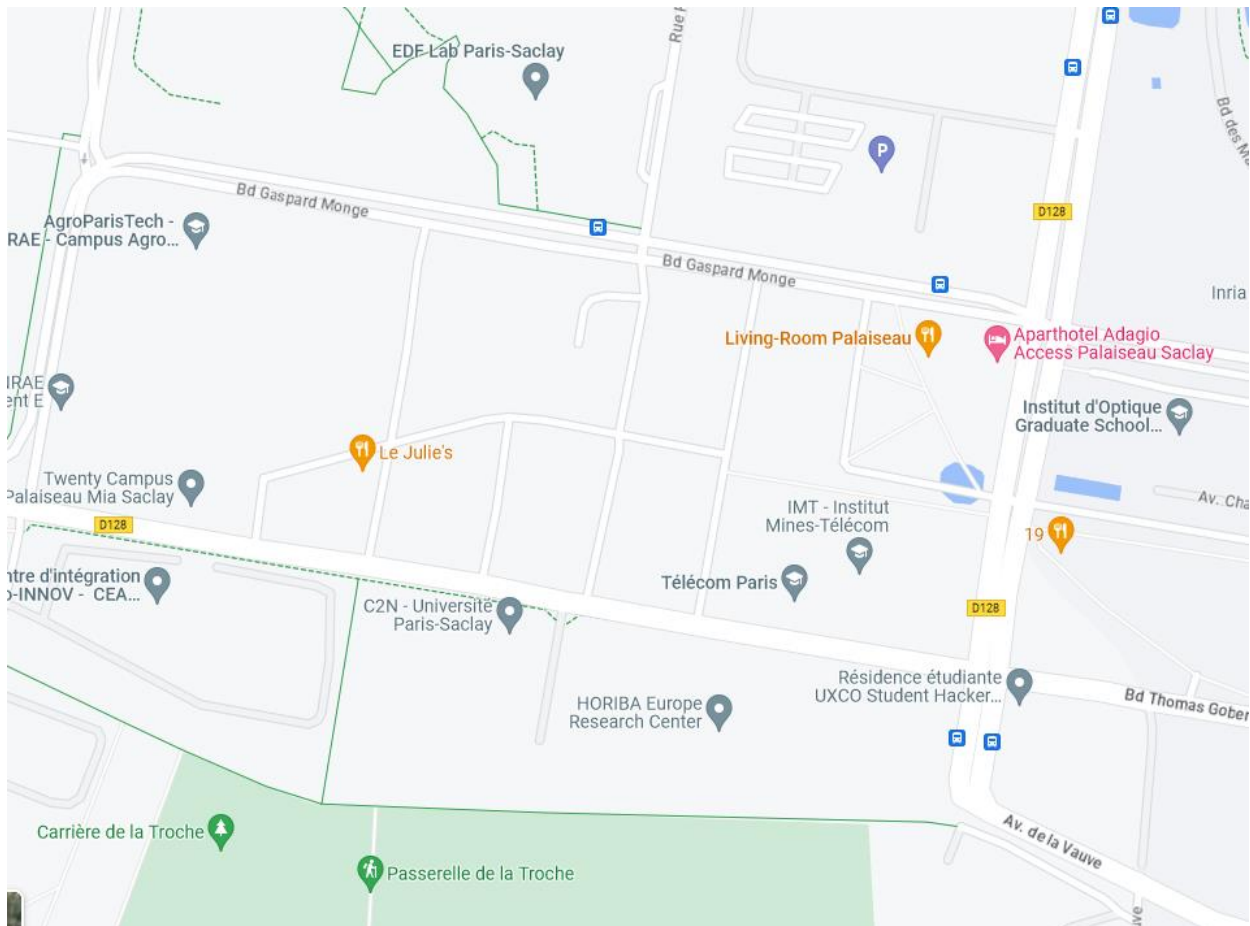 EDF Lab Paris-Saclay
Rue
P
Bd des
D128
Bd Gaspard Monge
AgroParisTech -
RAE - Campus Agro...
Bd Gaspard Monge
Inria
Living-Room Palaiseau
Aparthotel Adagio
Access Palaiseau Saclay
Institut d'Optique
Graduate School...
Le Julie's
Twenty Campus
Palaiseau Mia Saclay
Av. Cha
IMT - Institut
Mines-Télécom
D128
19
Télécom Paris
ntre d'intégration
o-INNOV - CEA...
C2N - Université
Paris-Saclay
D128
Résidence étudiante
UXCO Student Hacker...
HORIBA Europe
Research Center
Bd Thomas Gober
Carrière de la Troche
Av. de la Vauve
Passerelle de la Troche